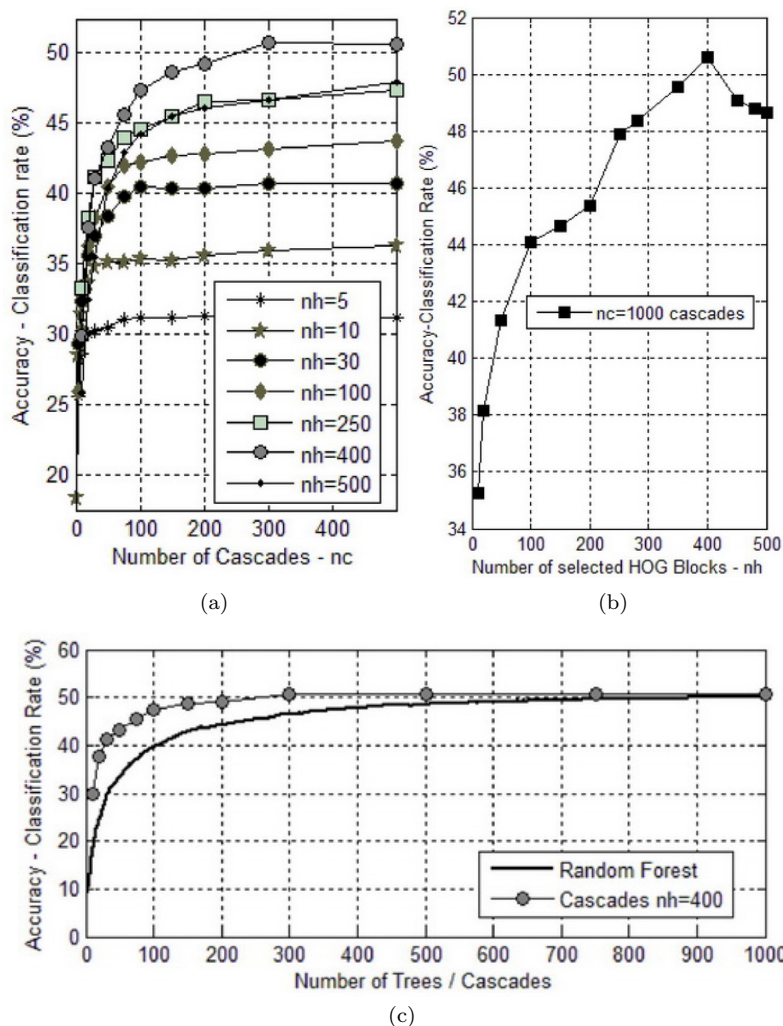 50
45
40
35
30
25
20
Accuracy - Classification rate (%)
nh=5
nh=10
nh=30
nh=100
nh=250
nh=400
nh=500
0 100 200 300 400
Number of Cascades - nc
(a)
52
50
48
46
44
42
40
38
36
34
Accuracy-Classification Rate (%)
nc=1000 cascades
0 100 200 300 400 500
Number of selected HOG Blocks - nh
(b)
60
50
40
30
20
10
0
Accuracy - Classification Rate (%)
Random Forest
Cascades nh=400
0 100 200 300 400 500 600 700 800 900 1000
Number of Trees / Cascades
(c)